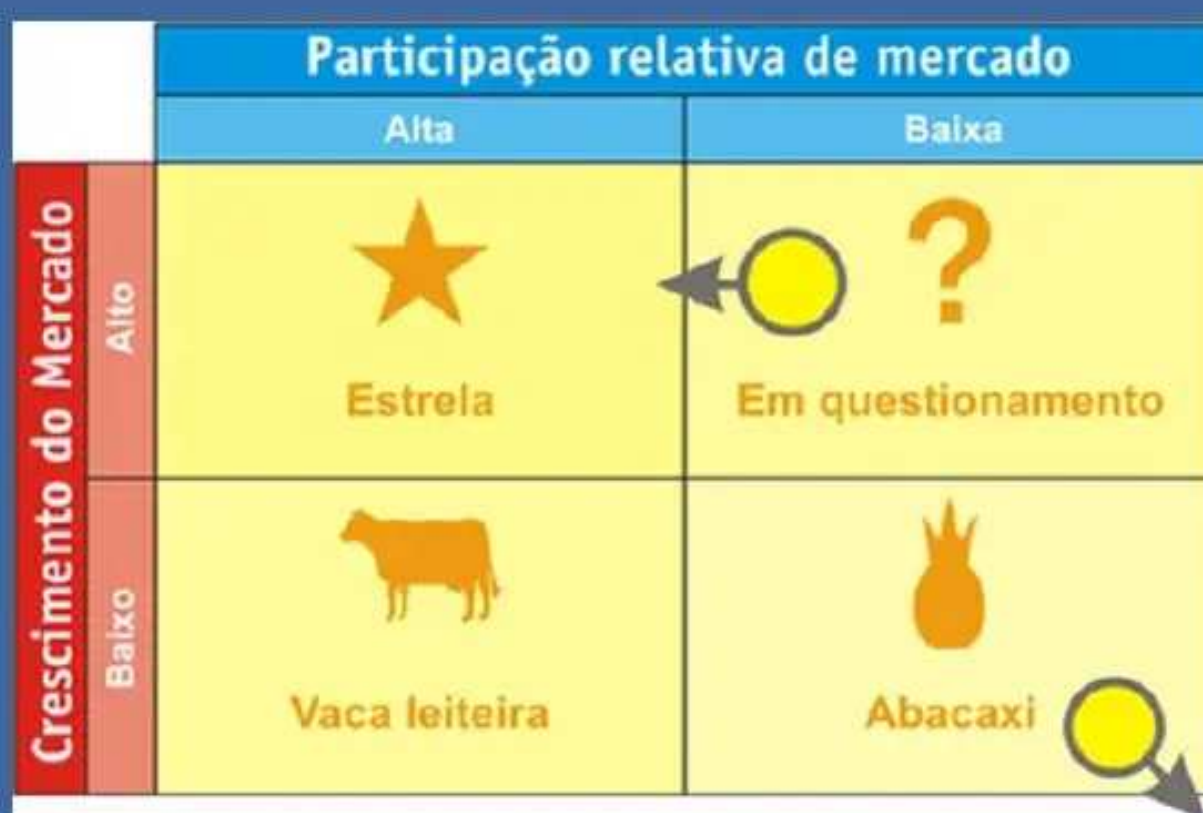 Participação relativa de mercado
Alta
Baixa
Crescimento do Mercado
Alto
Estrela
?
Em questionamento
Baixo
Vaca leiteira
Abacaxi